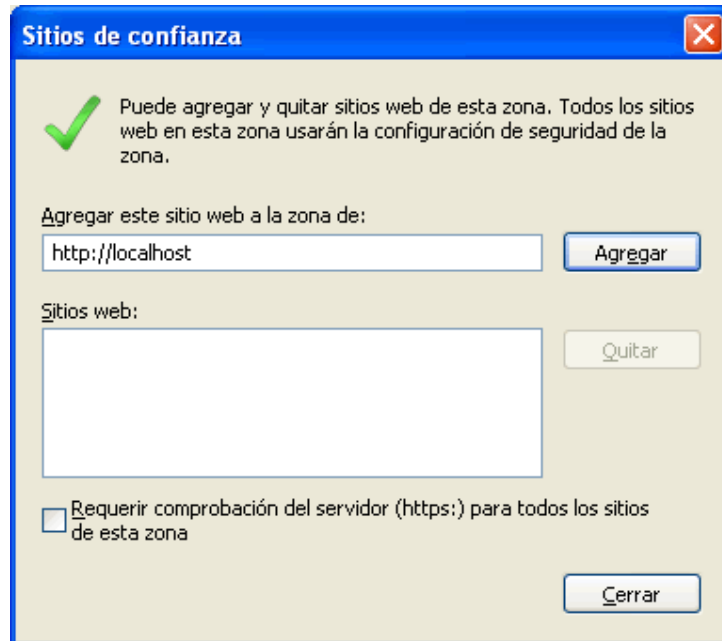 Sitios de confianza
Puede agregar y quitar sitios web de esta zona. Todos los sitios
web en esta zona usarán la configuración de seguridad de la
zona.
Agregar este sitio web a la zona de:
http://localhost
Agregar
Sitios web:
Quitar
Requerir comprobación del servidor (https:) para todos los sitios
de esta zona
Cerrar